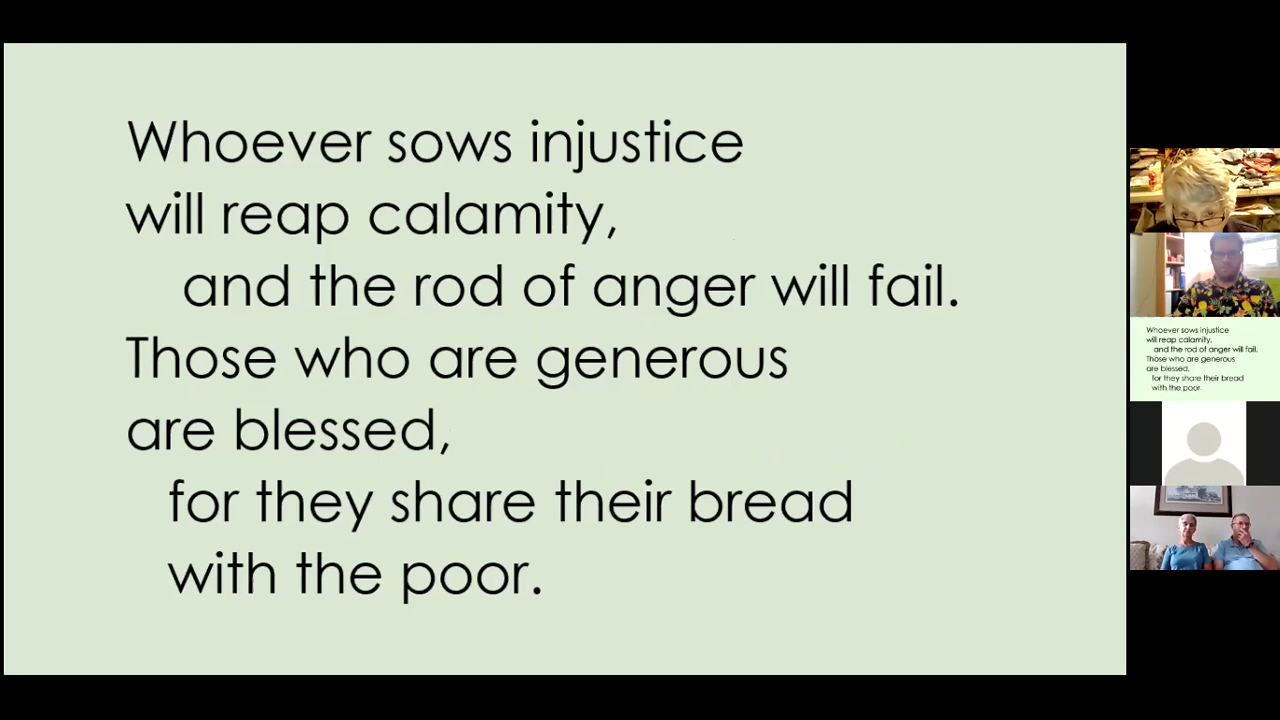 Whoever sows injustice
will reap calamity,
and the rod of anger will fail.
Those who are generous
are blessed,
for they share their bread
with the poor.
Whoever sows injustice
will reap calamity,
and the rod of anger will fail.
Those who are generous
are blessed,
for they share their bread
with the poor.